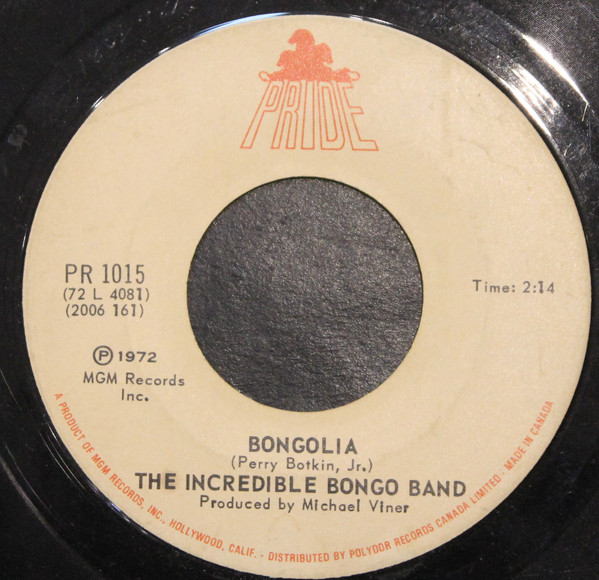 PRIDE
PR 1015
(72 L 4081)
(2006 161)
Ⓟ 1972
MGM Records
Inc.
Time: 2:14
BONGOLIA
(Perry Botkin, Jr.)
THE INCREDIBLE BONGO BAND
Produced by Michael Viner
A PRODUCT OF MGM RECORDS, INC., HOLLYWOOD, CALIF. - DISTRIBUTED BY POLYDOR RECORDS CANADA LIMITED - MADE IN CANADA